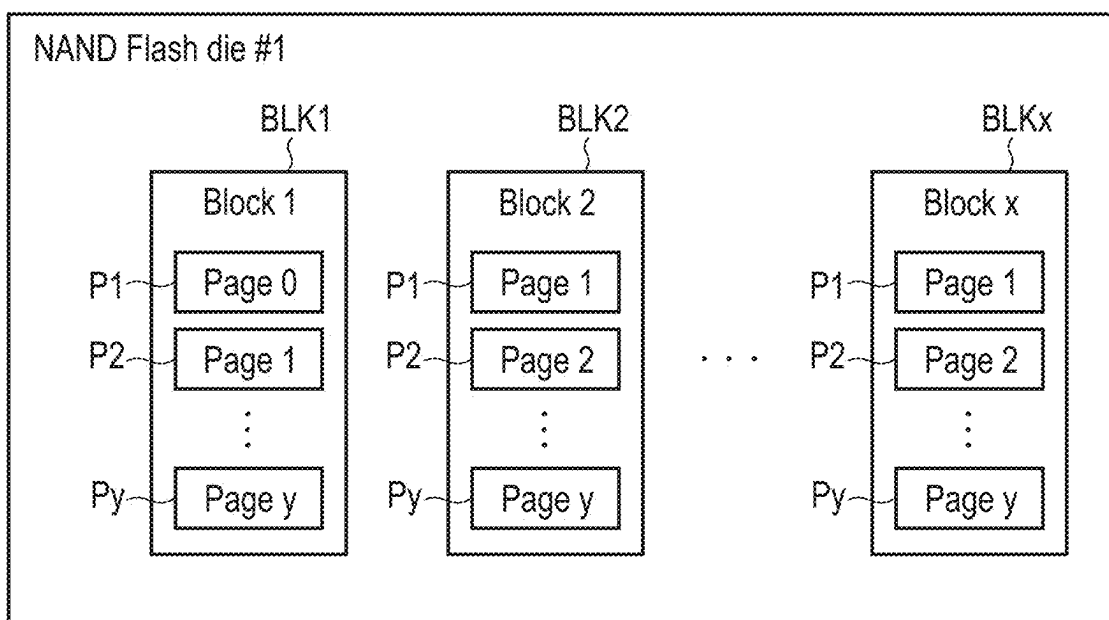 NAND Flash die #1
BLK1 BLK2 BLKx
Block 1 Block 2 Block x
P1 Page 0 P1 Page 1 P1 Page 1
P2 Page 1 P2 Page 2 . . . P2 Page 2
Py Page y Py Page y Py Page y